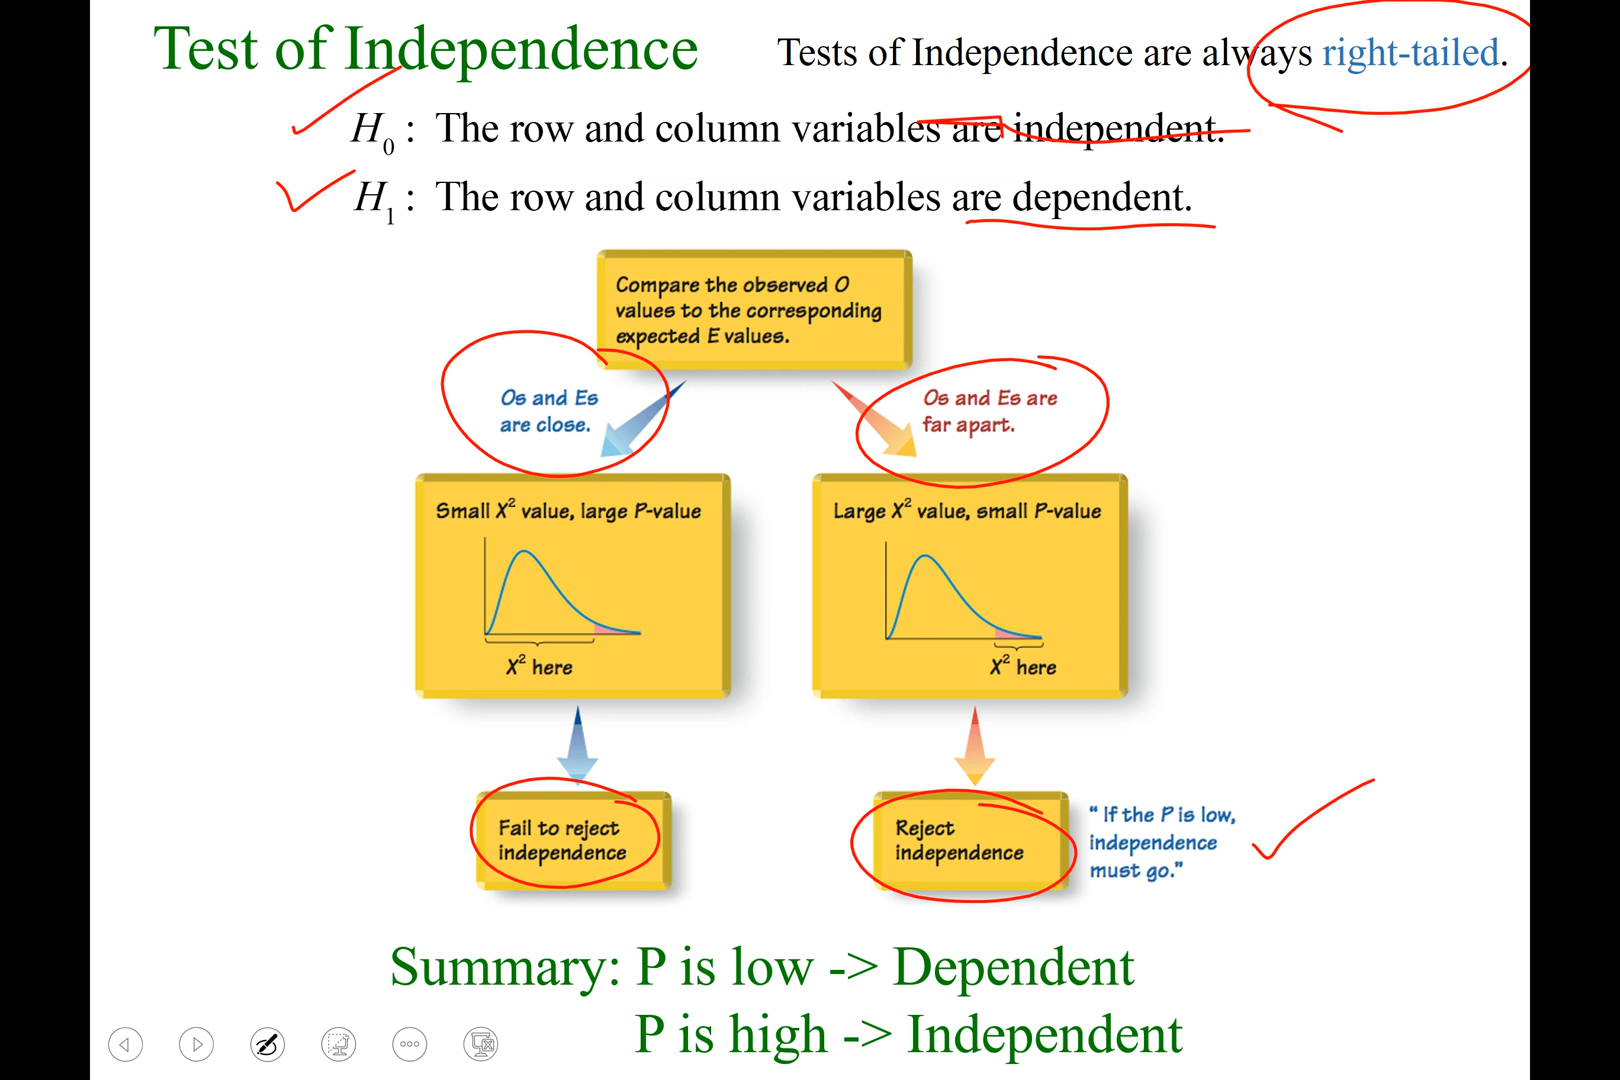 Test of Independence
Tests of Independence are always right-tailed.
H₀ : The row and column variables are independent.
H₁ : The row and column variables are dependent.
Compare the observed O
values to the corresponding
expected E values.
Os and Es
are close.
Os and Es are
far apart.
Small X² value, large P-value
X² here
Large X² value, small P-value
X² here
Fail to reject
independence
Reject
independence
“ If the P is low,
independence
must go.”
Summary: P is low -> Dependent
P is high -> Independent